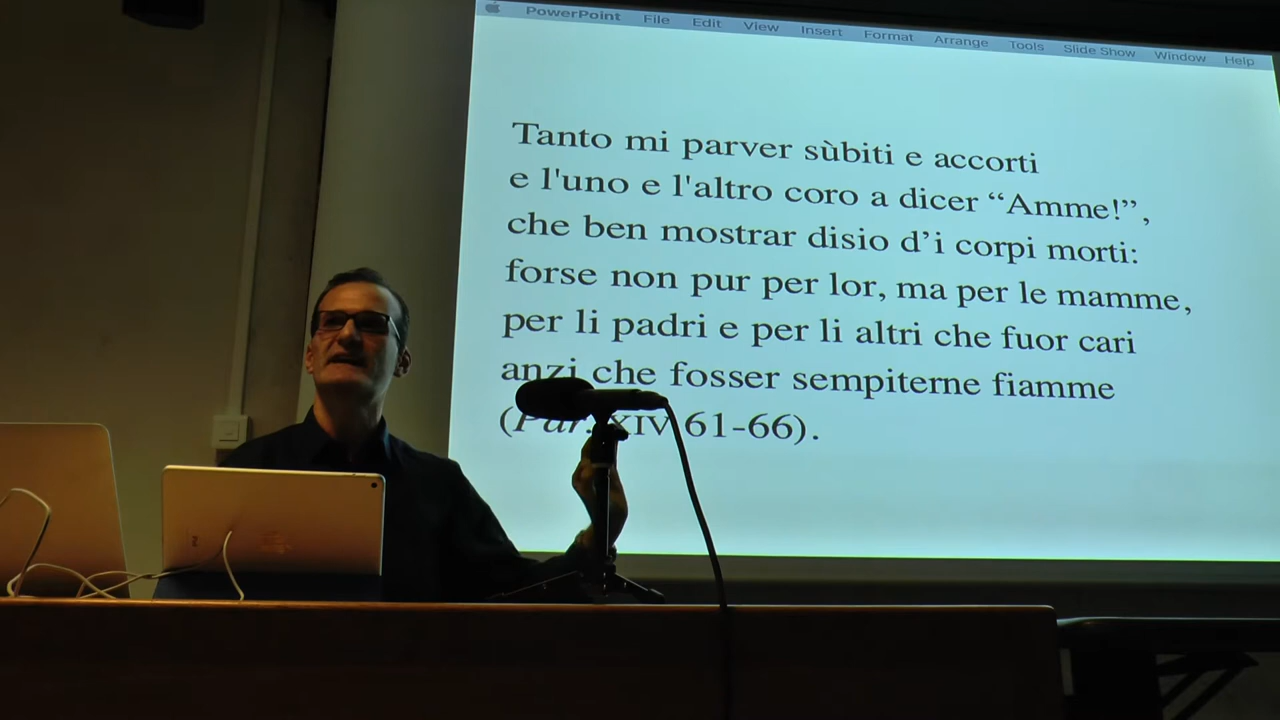 PowerPoint File Edit View Insert Format Arrange Tools Slide Show Window Help
Tanto mi parver sùbiti e accorti
e l'uno e l'altro coro a dicer “Amme!”,
che ben mostrar disio d’i corpi morti:
forse non pur per lor, ma per le mamme,
per li padri e per li altri che fuor cari
anzi che fosser sempiterne fiamme
(Par. XIV 61-66).